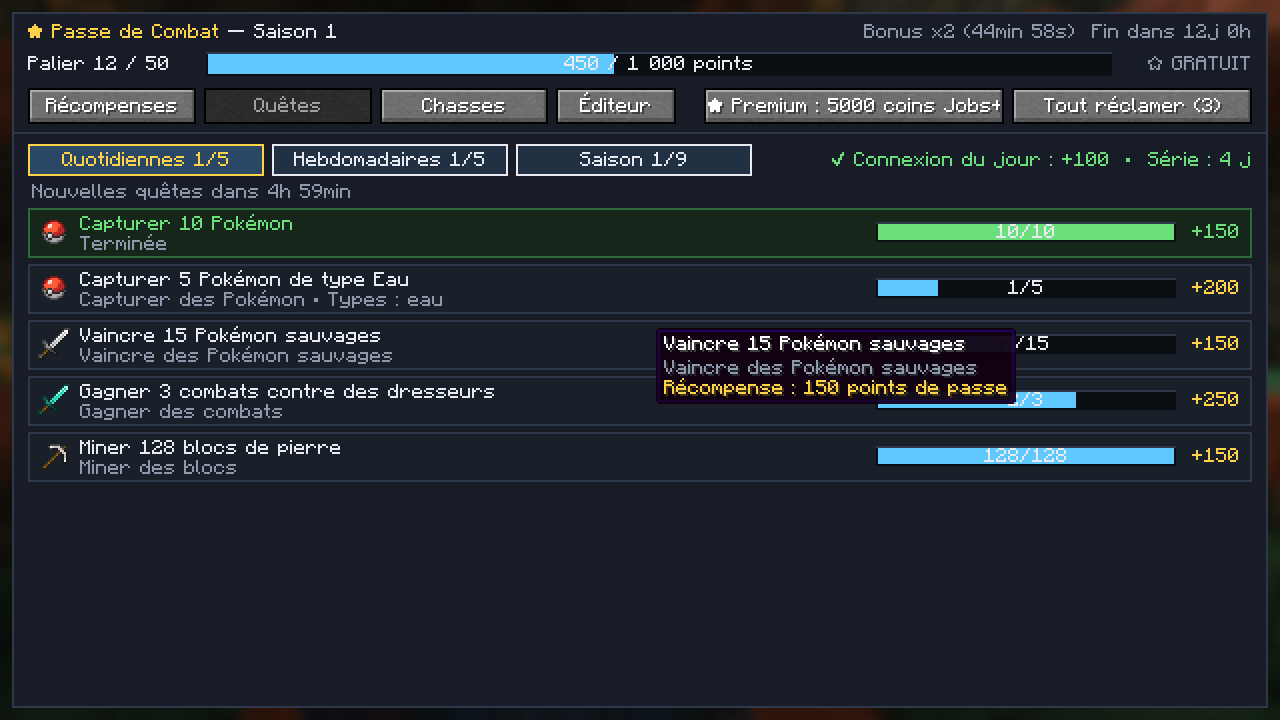 Passe de Combat — Saison 1
Bonus x2 (44min 58s) Fin dans 12j 0h
Palier 12 / 50
450 / 1 000 points
GRATUIT
Récompenses
Quêtes
Chasses
Éditeur
Premium : 5000 coins Jobs+
Tout réclamer (3)
Quotidiennes 1/5
Hebdomadaires 1/5
Saison 1/9
✔ Connexion du jour : +100 • Série : 4 j
Nouvelles quêtes dans 4h 59min
Capturer 10 Pokémon
Terminée
10/10
+150
Capturer 5 Pokémon de type Eau
Capturer des Pokémon • Types : eau
1/5
+200
Vaincre 15 Pokémon sauvages
Vaincre des Pokémon sauvages
/15
+150
Vaincre 15 Pokémon sauvages
Vaincre des Pokémon sauvages
Récompense : 150 points de passe
Gagner 3 combats contre des dresseurs
Gagner des combats
/3
+250
Miner 128 blocs de pierre
Miner des blocs
128/128
+150